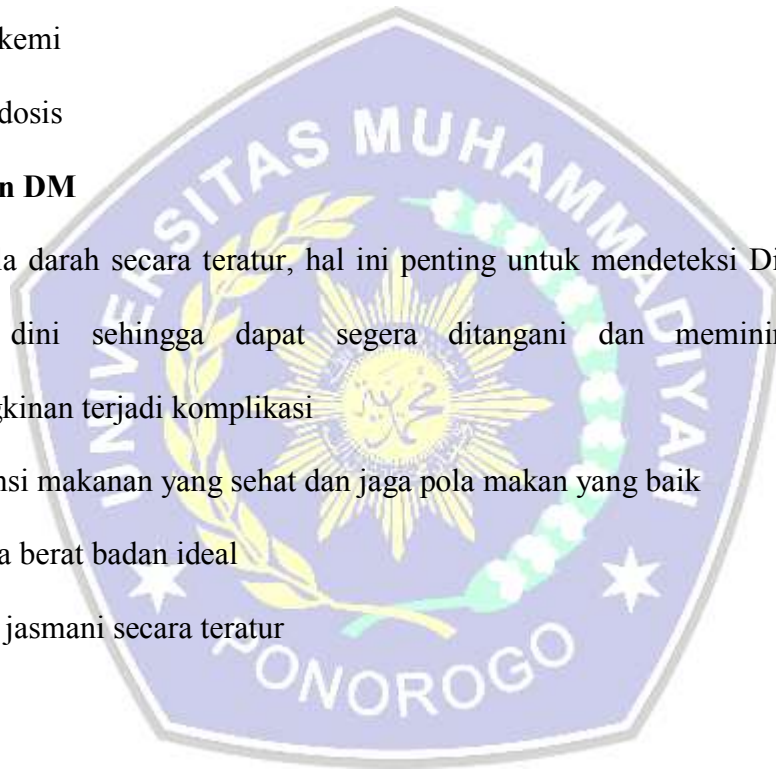 kemi
dosis
n DM
la darah secara teratur, hal ini penting untuk mendeteksi Di
dini sehingga dapat segera ditangani dan memini
gkinan terjadi komplikasi
nsi makanan yang sehat dan jaga pola makan yang baik
a berat badan ideal
jasmani secara teratur
UNIVERSITAS MUHAMMADIYAH
PONOROGO